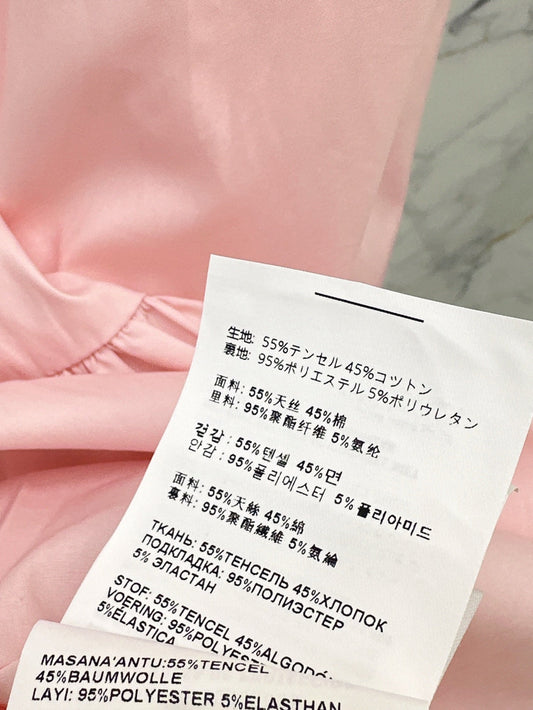 生地: 55%テンセル 45%コツトン
裏地: 95%ポリエステル 5%ポリウレタン
面料: 55%天丝 45%棉
里料: 95%聚酯纤维 5%氨纶
겉감 : 55%텐셀 45%면
안감 : 95%폴리에스터 5%폴리아미드
面料: 55%天絲 45%綿
裏料: 95%聚酯纖維 5%氨綸
ТКАНЬ: 55%ТЕНСЕЛЬ 45%ХЛОПОК
ПОДКЛАДКА: 95%ПОЛИЭСТЕР
5% ЭЛАСТАН
STOF: 55%TENCEL 45%ALGODÓ
VOERING: 95%POLYES
5%ÉLASTICA
MASANA'ANTU:55%TENCEL
45%BAUMWOLLE
LAYI: 95%POLYESTER 5%ELASTHAN